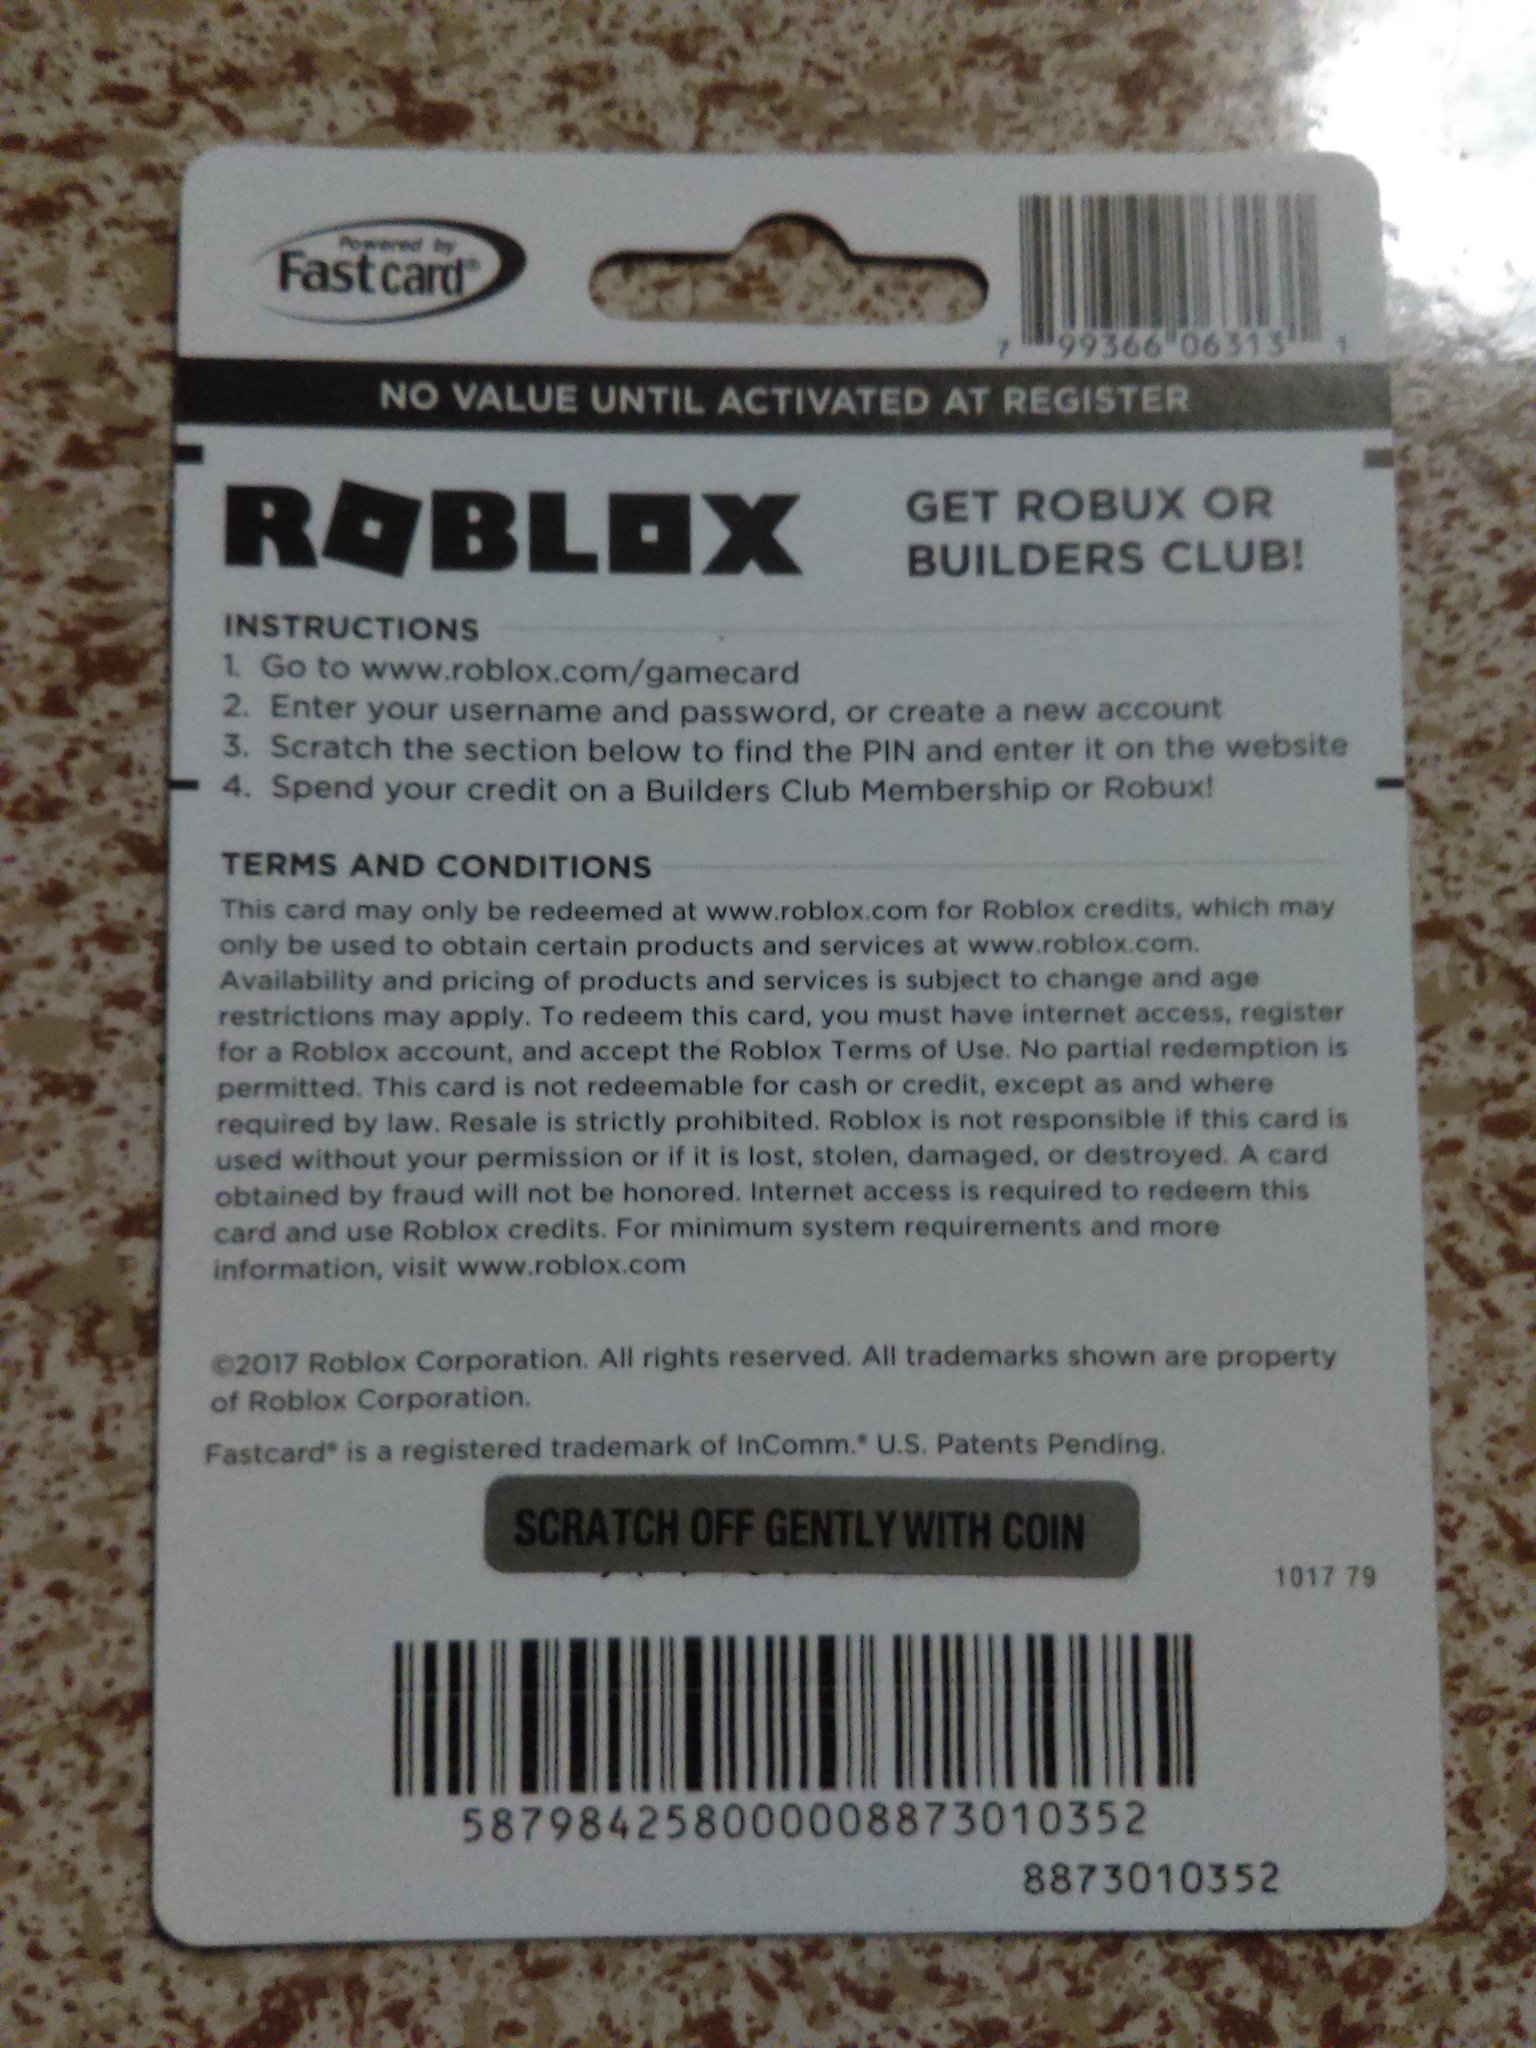 Powered by
Fastcard®
7 99366 06313 1
NO VALUE UNTIL ACTIVATED AT REGISTER
ROBLOX
GET ROBUX OR
BUILDERS CLUB!
INSTRUCTIONS
1. Go to www.roblox.com/gamecard
2. Enter your username and password, or create a new account
3. Scratch the section below to find the PIN and enter it on the website
4. Spend your credit on a Builders Club Membership or Robux!
TERMS AND CONDITIONS
This card may only be redeemed at www.roblox.com for Roblox credits, which may
only be used to obtain certain products and services at www.roblox.com.
Availability and pricing of products and services is subject to change and age
restrictions may apply. To redeem this card, you must have internet access, register
for a Roblox account, and accept the Roblox Terms of Use. No partial redemption is
permitted. This card is not redeemable for cash or credit, except as and where
required by law. Resale is strictly prohibited. Roblox is not responsible if this card is
used without your permission or if it is lost, stolen, damaged, or destroyed. A card
obtained by fraud will not be honored. Internet access is required to redeem this
card and use Roblox credits. For minimum system requirements and more
information, visit www.roblox.com
©2017 Roblox Corporation. All rights reserved. All trademarks shown are property
of Roblox Corporation.
Fastcard® is a registered trademark of InComm.® U.S. Patents Pending.
SCRATCH OFF GENTLY WITH COIN
1017 79
5879842580000088730​10352
8873010352